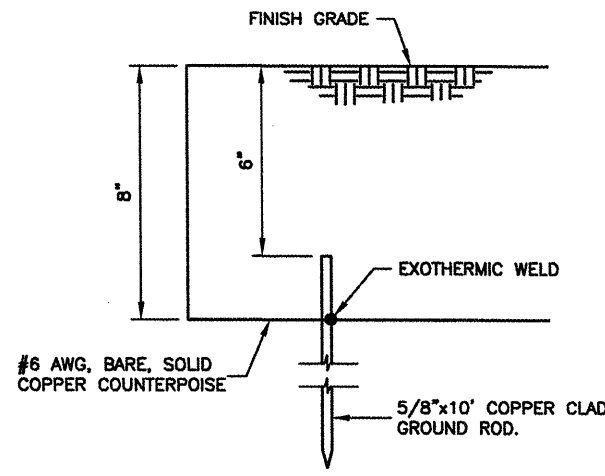 FINISH GRADE
8"
6"
EXOTHERMIC WELD
#6 AWG, BARE, SOLID
COPPER COUNTERPOISE
5/8"x10' COPPER CLAD
GROUND ROD.